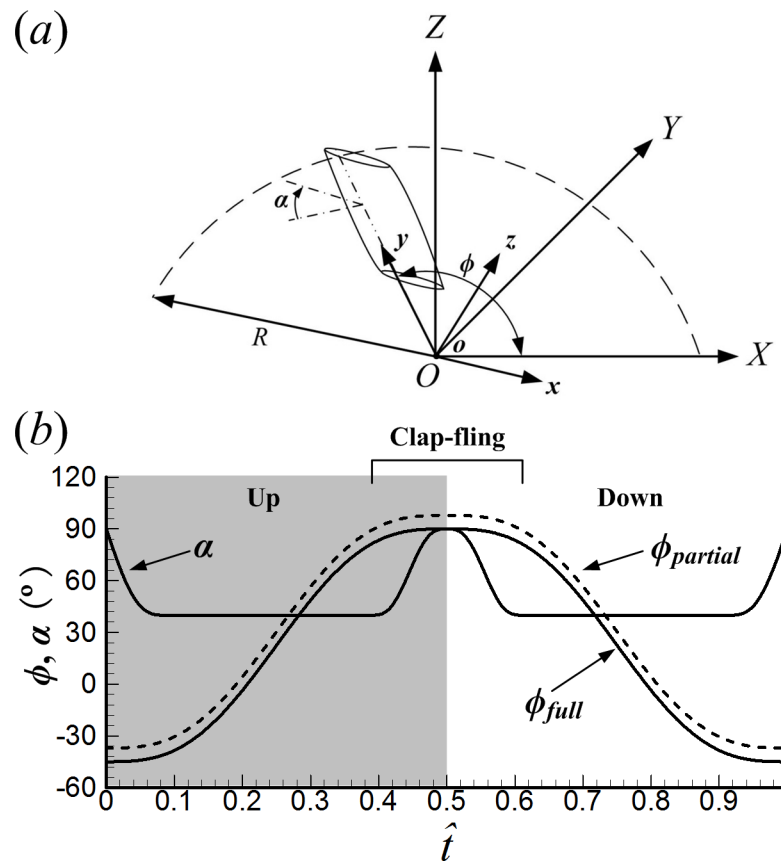 (a)
Z
Y
α
y
z
ϕ
R
O
o
X
x
(b)
Clap-fling
120
Up
Down
90
α
ϕpartial
60
ϕ, α (º)
30
0
ϕfull
-30
-60
0 0.1 0.2 0.3 0.4 0.5 0.6 0.7 0.8 0.9
t̂